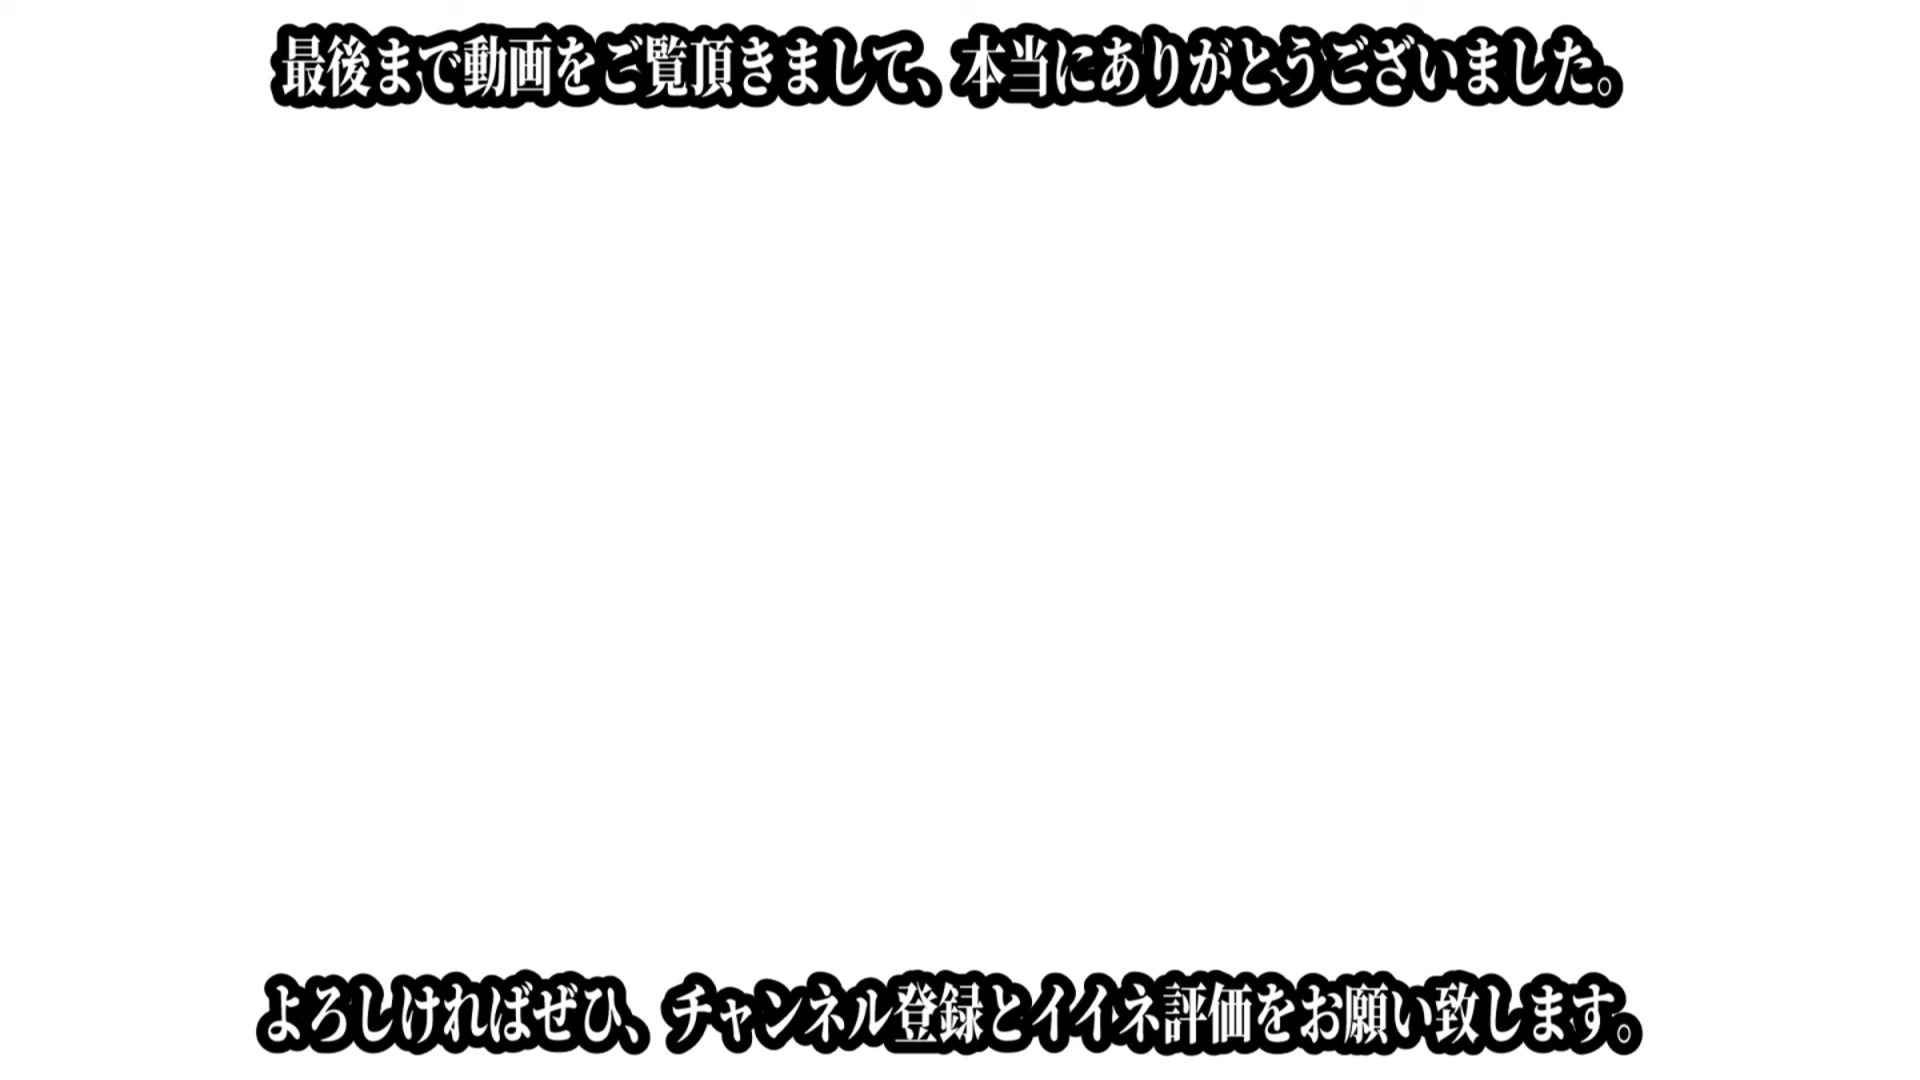 最後まで動画をご覧頂きまして、本当にありがとうございました。
よろしければぜひ、チャンネル登録とイイネ評価をお願い致します。